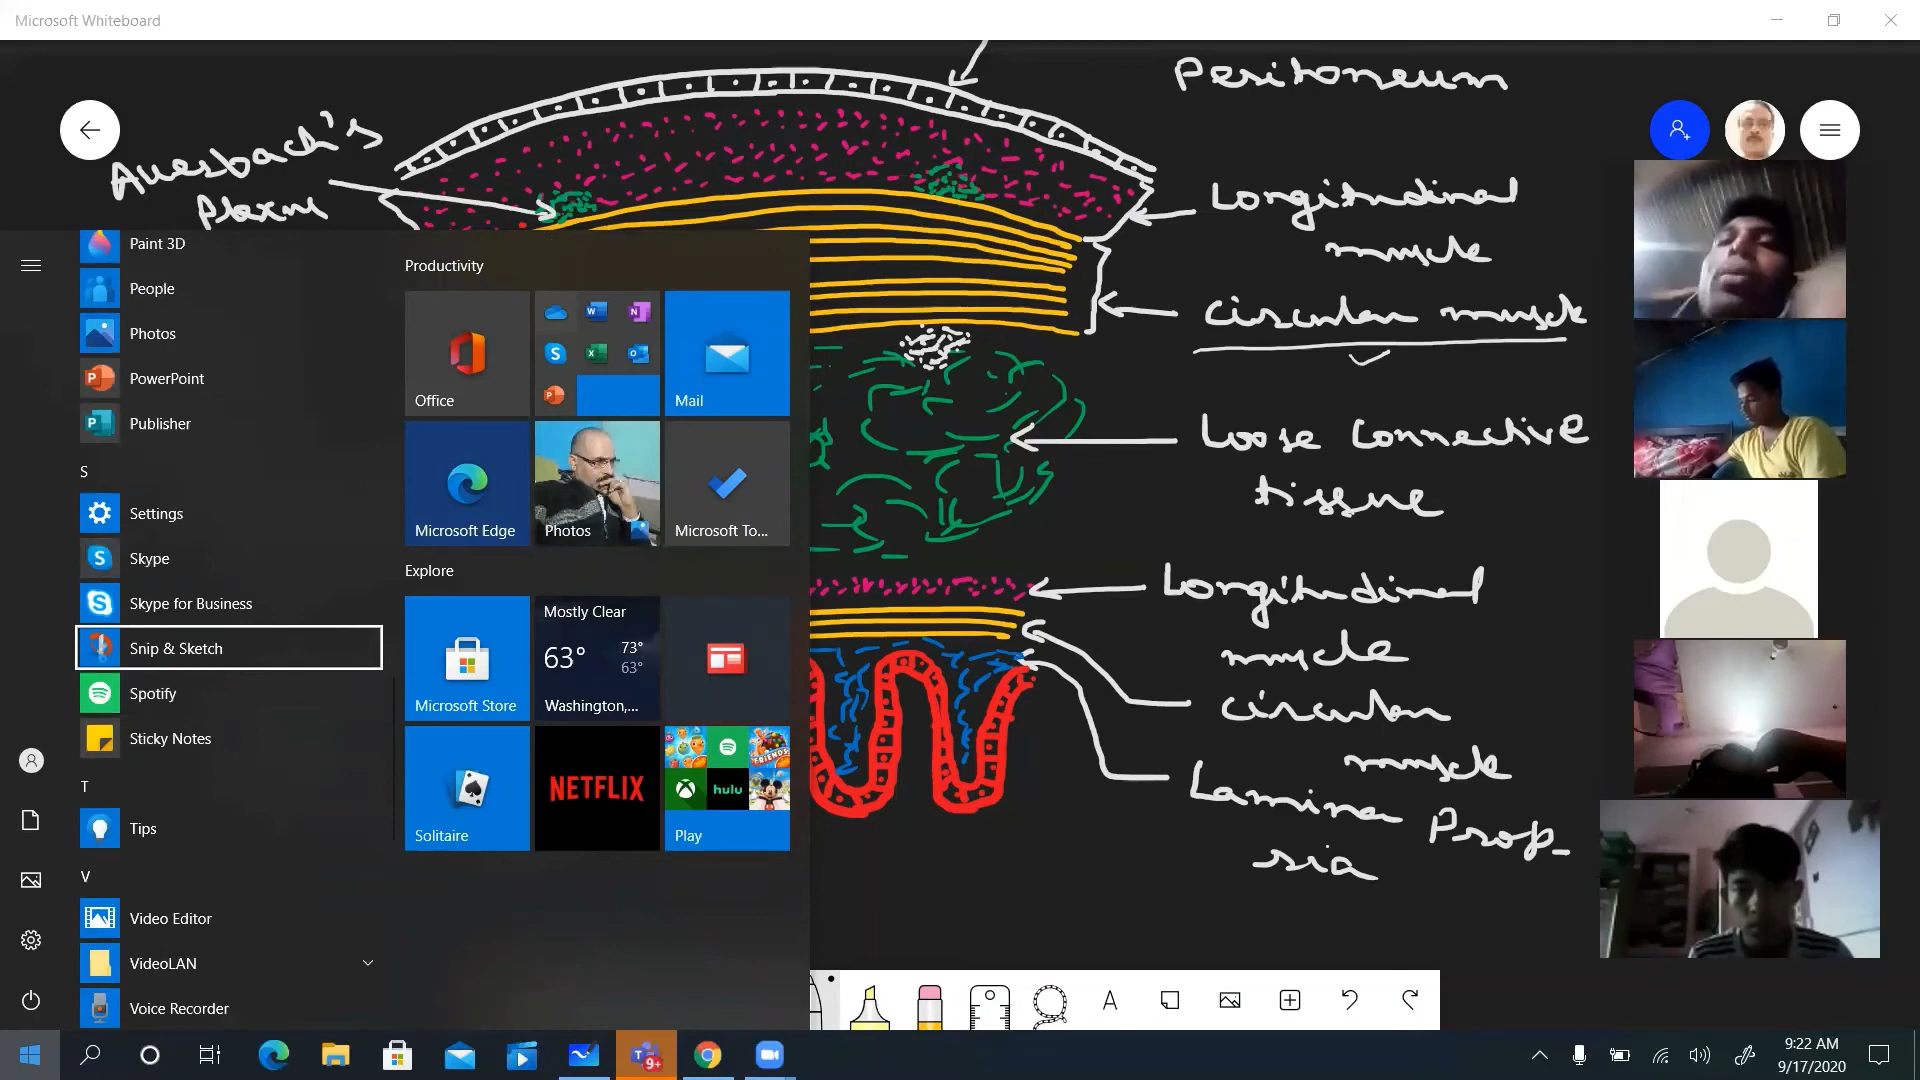 Microsoft Whiteboard
Peritoneum
Auerbach's
Plexus
Longitudinal
muscle
circular muscle
Loose connective
tissue
Longitudinal
muscle
circular
muscle
Lamina Prop-
ria
Paint 3D
People
Photos
PowerPoint
Publisher
S
Settings
Skype
Skype for Business
Snip & Sketch
Spotify
Sticky Notes
T
Tips
V
Video Editor
VideoLAN
Voice Recorder
Productivity
Office
Mail
Microsoft Edge
Photos
Microsoft To...
Explore
Microsoft Store
Mostly Clear
63° 73°
63°
Washington,...
Solitaire
NETFLIX
hulu
Play
9+
9:22 AM
9/17/2020